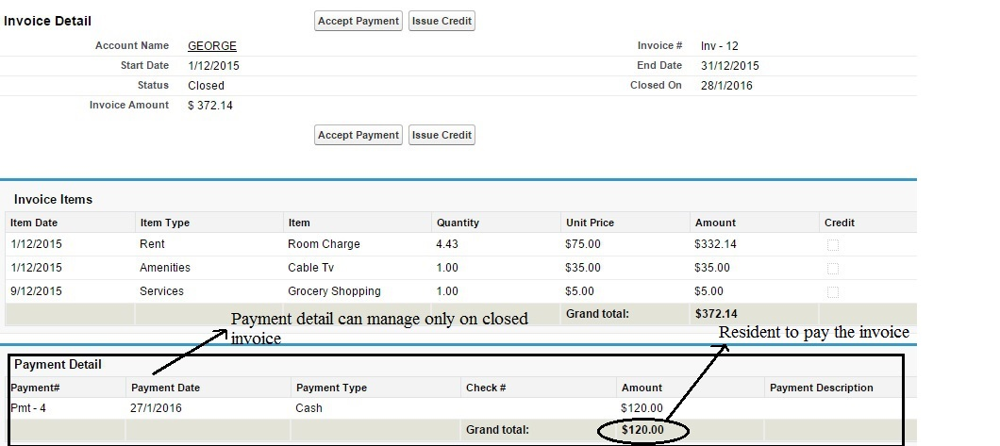 Invoice Detail Accept Payment Issue Credit
Account Name GEORGE Invoice # Inv - 12
Start Date 1/12/2015 End Date 31/12/2015
Status Closed Closed On 28/1/2016
Invoice Amount $ 372.14
Accept Payment Issue Credit
Invoice Items
Item Date Item Type Item Quantity Unit Price Amount Credit
1/12/2015 Rent Room Charge 4.43 $75.00 $332.14
1/12/2015 Amenities Cable Tv 1.00 $35.00 $35.00
9/12/2015 Services Grocery Shopping 1.00 $5.00 $5.00
Grand total: $372.14
Payment detail can manage only on closed
invoice
Resident to pay the invoice
Payment Detail
Payment# Payment Date Payment Type Check # Amount Payment Description
Pmt - 4 27/1/2016 Cash $120.00
Grand total: $120.00